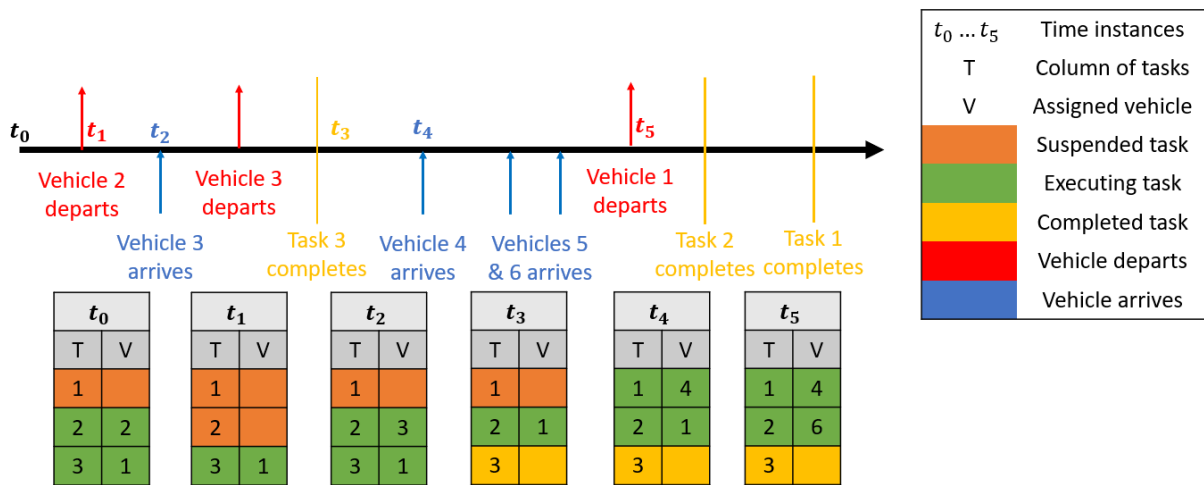 t0
t1
t2
t3
t4
t5
Vehicle 2
departs
Vehicle 3
arrives
Vehicle 3
departs
Task 3
completes
Vehicle 4
arrives
Vehicles 5
& 6 arrives
Vehicle 1
departs
Task 2
completes
Task 1
completes
t0
T V
1
2 2
3 1
t1
T V
1
2
3 1
t2
T V
1
2 3
3 1
t3
T V
1
2 1
3
t4
T V
1 4
2 1
3
t5
T V
1 4
2 6
3
t0 ... t5 Time instances
T Column of tasks
V Assigned vehicle
Suspended task
Executing task
Completed task
Vehicle departs
Vehicle arrives